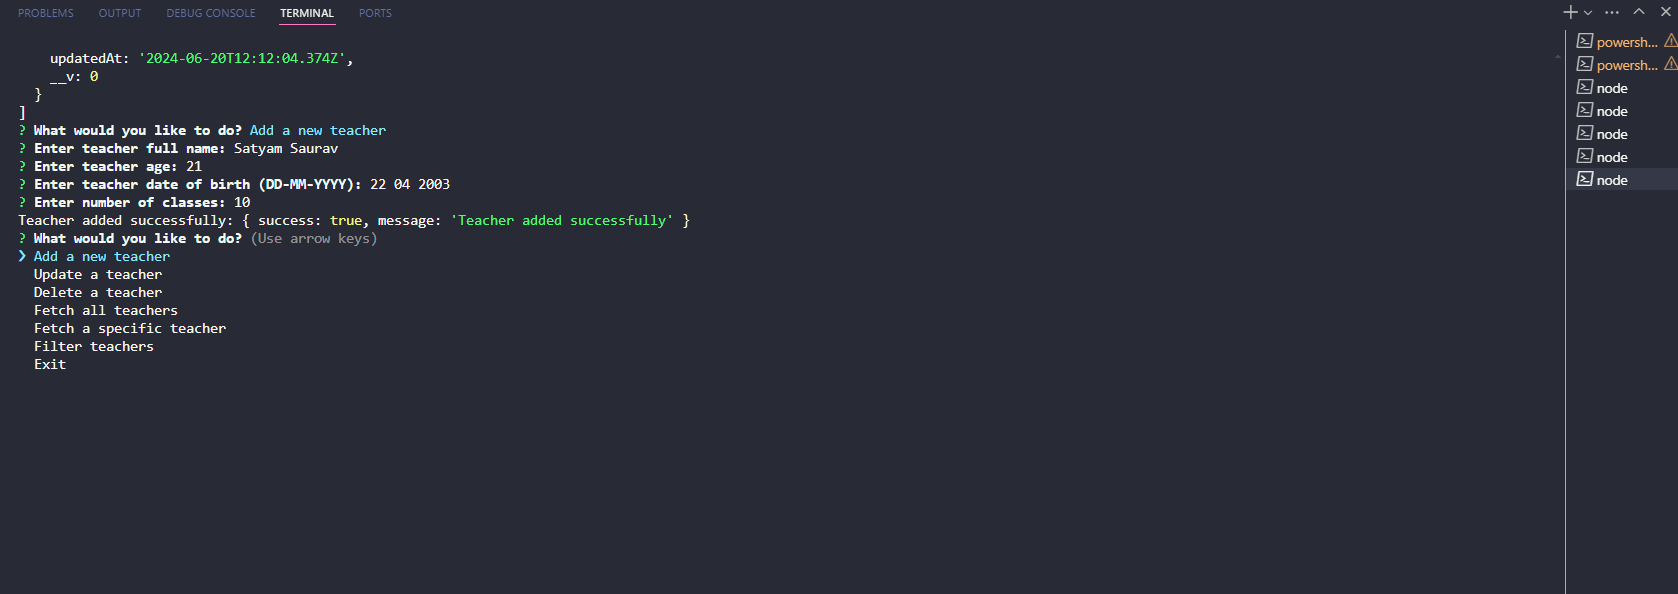 PROBLEMS OUTPUT DEBUG CONSOLE TERMINAL PORTS
updatedAt: '2024-06-20T12:12:04.374Z',
__v: 0
}
]
? What would you like to do? Add a new teacher
? Enter teacher full name: Satyam Saurav
? Enter teacher age: 21
? Enter teacher date of birth (DD-MM-YYYY): 22 04 2003
? Enter number of classes: 10
Teacher added successfully: { success: true, message: 'Teacher added successfully' }
? What would you like to do? (Use arrow keys)
❯ Add a new teacher
Update a teacher
Delete a teacher
Fetch all teachers
Fetch a specific teacher
Filter teachers
Exit
powersh...
powersh...
node
node
node
node
node